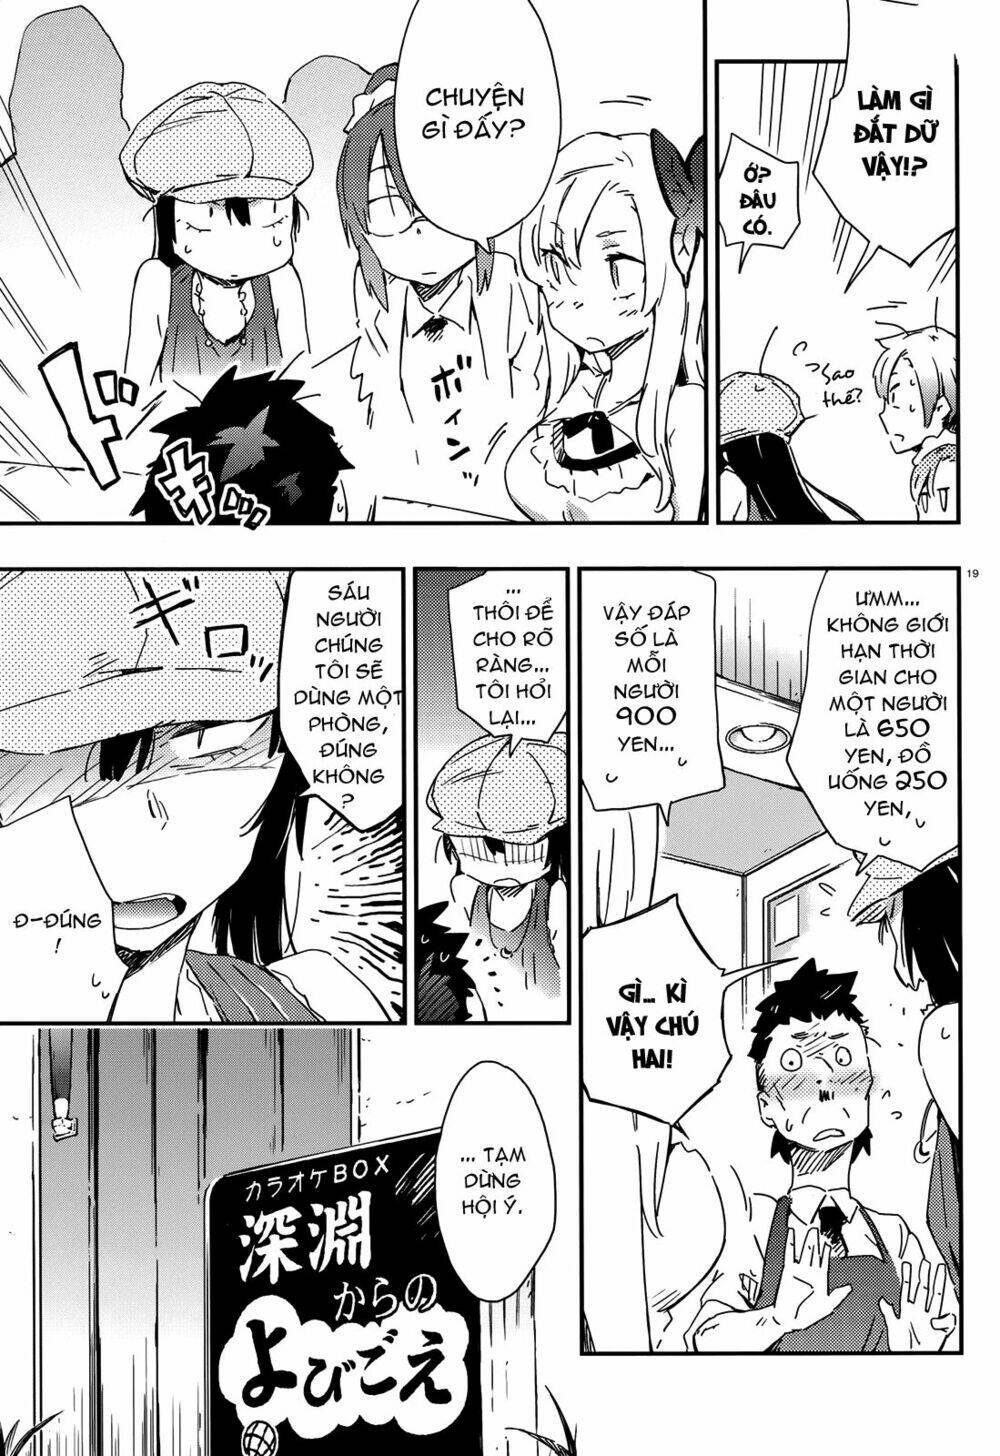 LÀM GÌ
ĐẮT DỮ
VẬY!?
Ớ?
ĐÂU
CÓ.
Sao
thế?
CHUYỆN
GÌ ĐẤY?
ボ
イ
ン
19
ƯMM...
KHÔNG GIỚI
HẠN THỜI
GIAN CHO
MỘT NGƯỜI
LÀ 650
YEN, ĐỒ
UỐNG 250
YEN,
VẬY ĐÁP
SỐ LÀ
MỖI
NGƯỜI
900
YEN...
GÌ... KÌ
VẬY CHÚ
HAI!
...
THÔI ĐỂ
CHO RÕ
RÀNG...
TÔI HỎI
LẠI...
SÁU
NGƯỜI
CHÚNG
TÔI SẼ
DÙNG MỘT
PHÒNG,
ĐÚNG
KHÔNG
?
ギロ
Đ-ĐÚNG
!
... TẠM
DỪNG
HỘI Ý.
カラオケBOX
深淵
からの
よびごえ